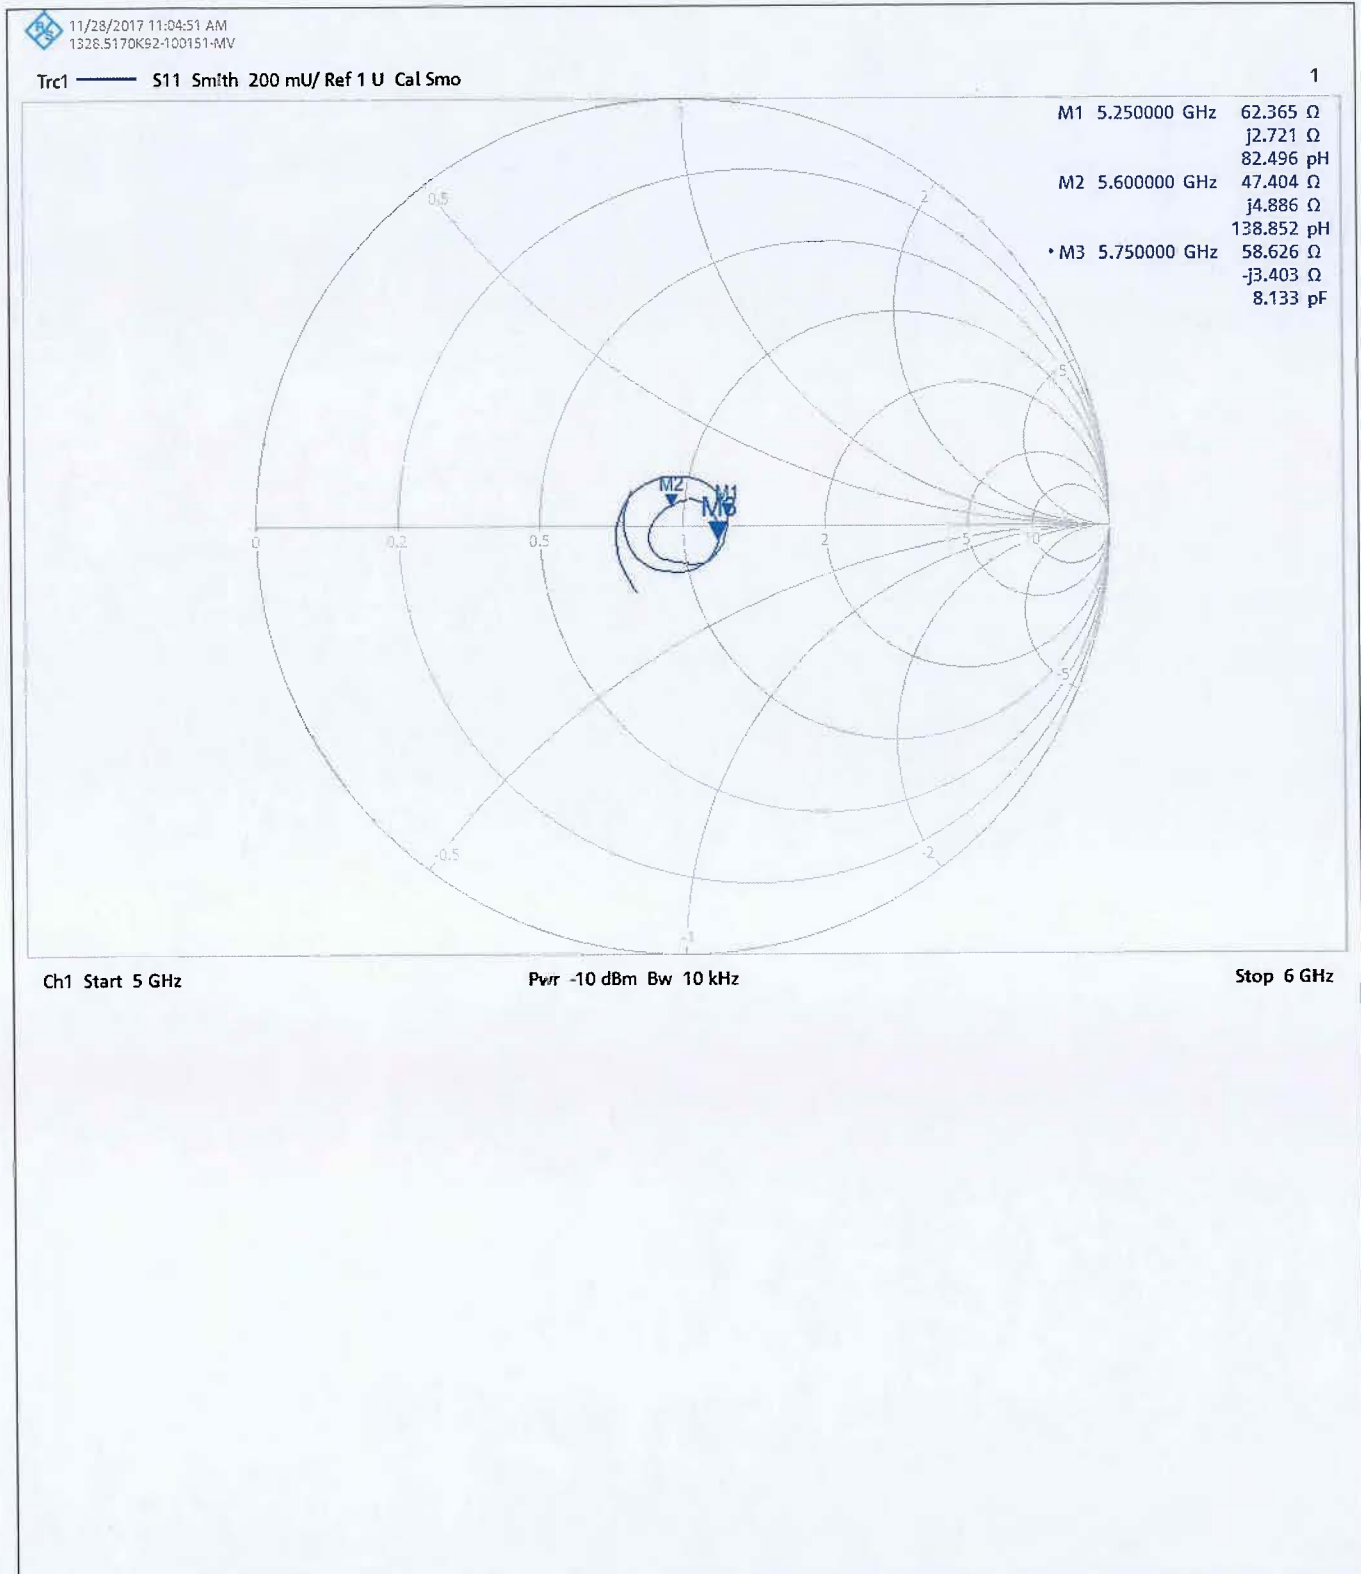 R&S
11/28/2017 11:04:51 AM
1328.5170K92-100151-MV
Trc1 S11 Smith 200 mU/ Ref 1 U Cal Smo
1
M1 5.250000 GHz 62.365 Ω
j2.721 Ω
82.496 pH
M2 5.600000 GHz 47.404 Ω
j4.886 Ω
138.852 pH
• M3 5.750000 GHz 58.626 Ω
-j3.403 Ω
8.133 pF
1
0.5
2
5
M2
M1
M3
0
0.2
0.5
1
2
5
10
-5
-0.5
-2
-1
Ch1 Start 5 GHz
Pwr -10 dBm Bw 10 kHz
Stop 6 GHz